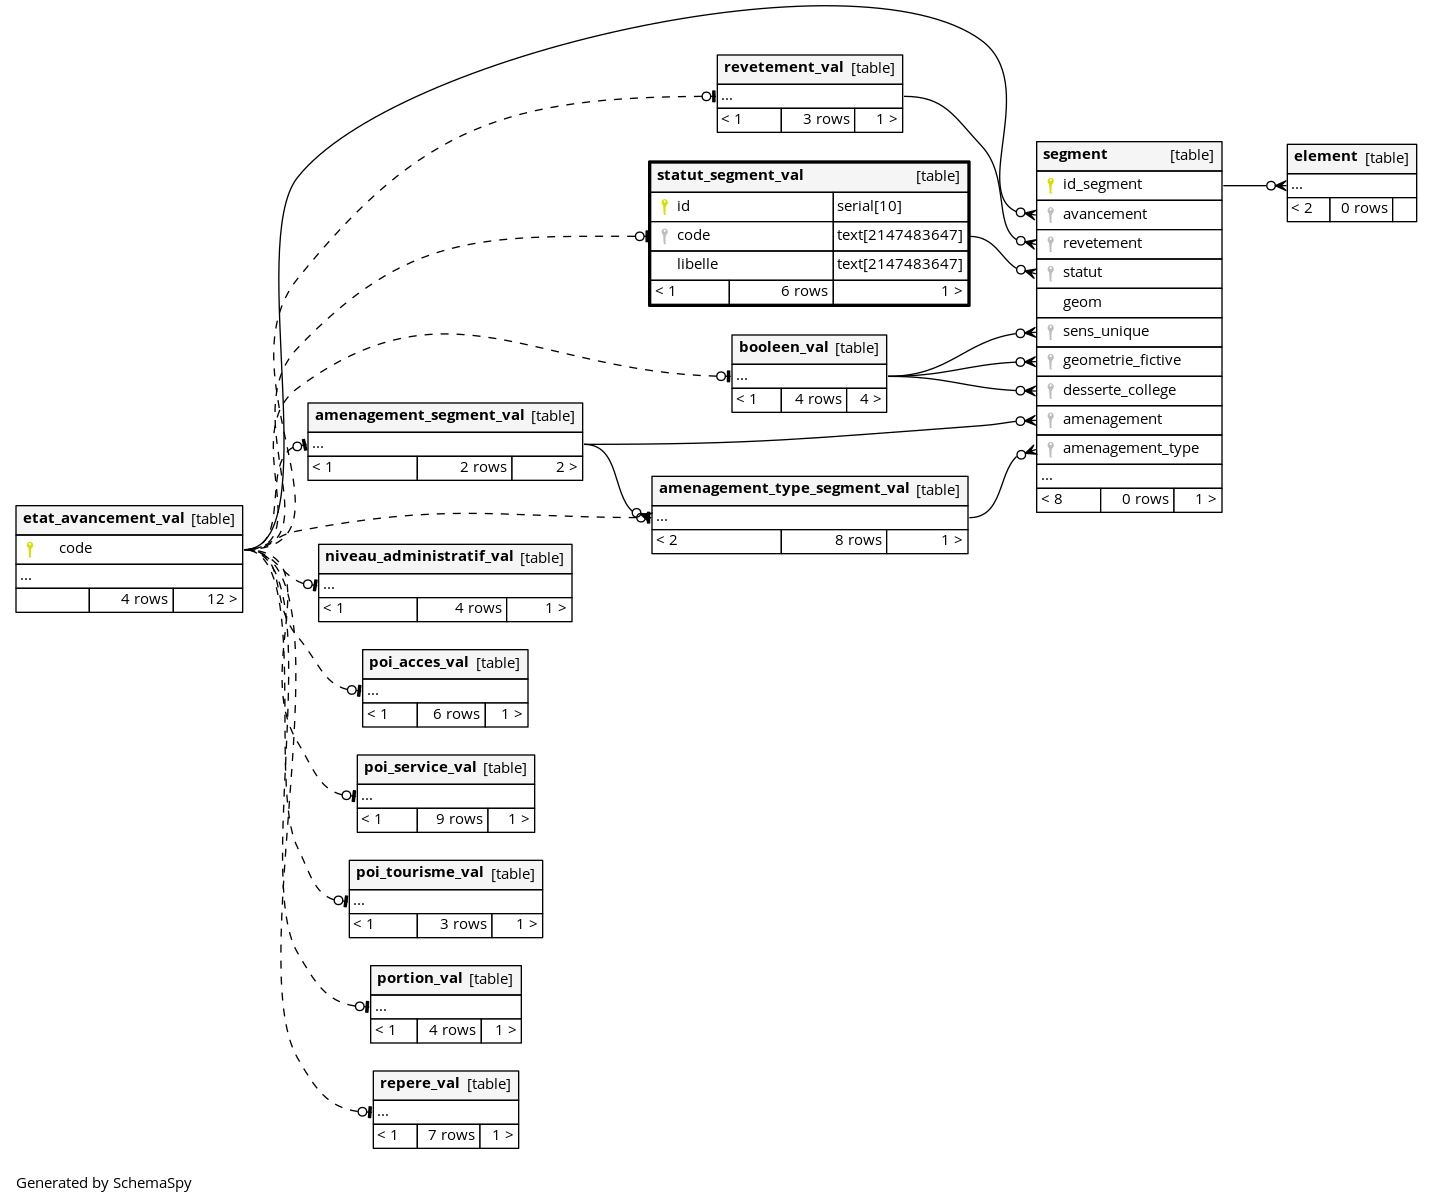 revetement_val [table]
...
< 1 3 rows 1 >
statut_segment_val [table]
id serial[10]
code text[2147483647]
libelle text[2147483647]
< 1 6 rows 1 >
segment [table]
id_segment
avancement
revetement
statut
geom
sens_unique
geometrie_fictive
desserte_college
amenagement
amenagement_type
...
< 8 0 rows 1 >
element [table]
...
< 2 0 rows
booleen_val [table]
...
< 1 4 rows 4 >
amenagement_segment_val [table]
...
< 1 2 rows 2 >
amenagement_type_segment_val [table]
...
< 2 8 rows 1 >
etat_avancement_val [table]
code
...
4 rows 12 >
niveau_administratif_val [table]
...
< 1 4 rows 1 >
poi_acces_val [table]
...
< 1 6 rows 1 >
poi_service_val [table]
...
< 1 9 rows 1 >
poi_tourisme_val [table]
...
< 1 3 rows 1 >
portion_val [table]
...
< 1 4 rows 1 >
repere_val [table]
...
< 1 7 rows 1 >
Generated by SchemaSpy